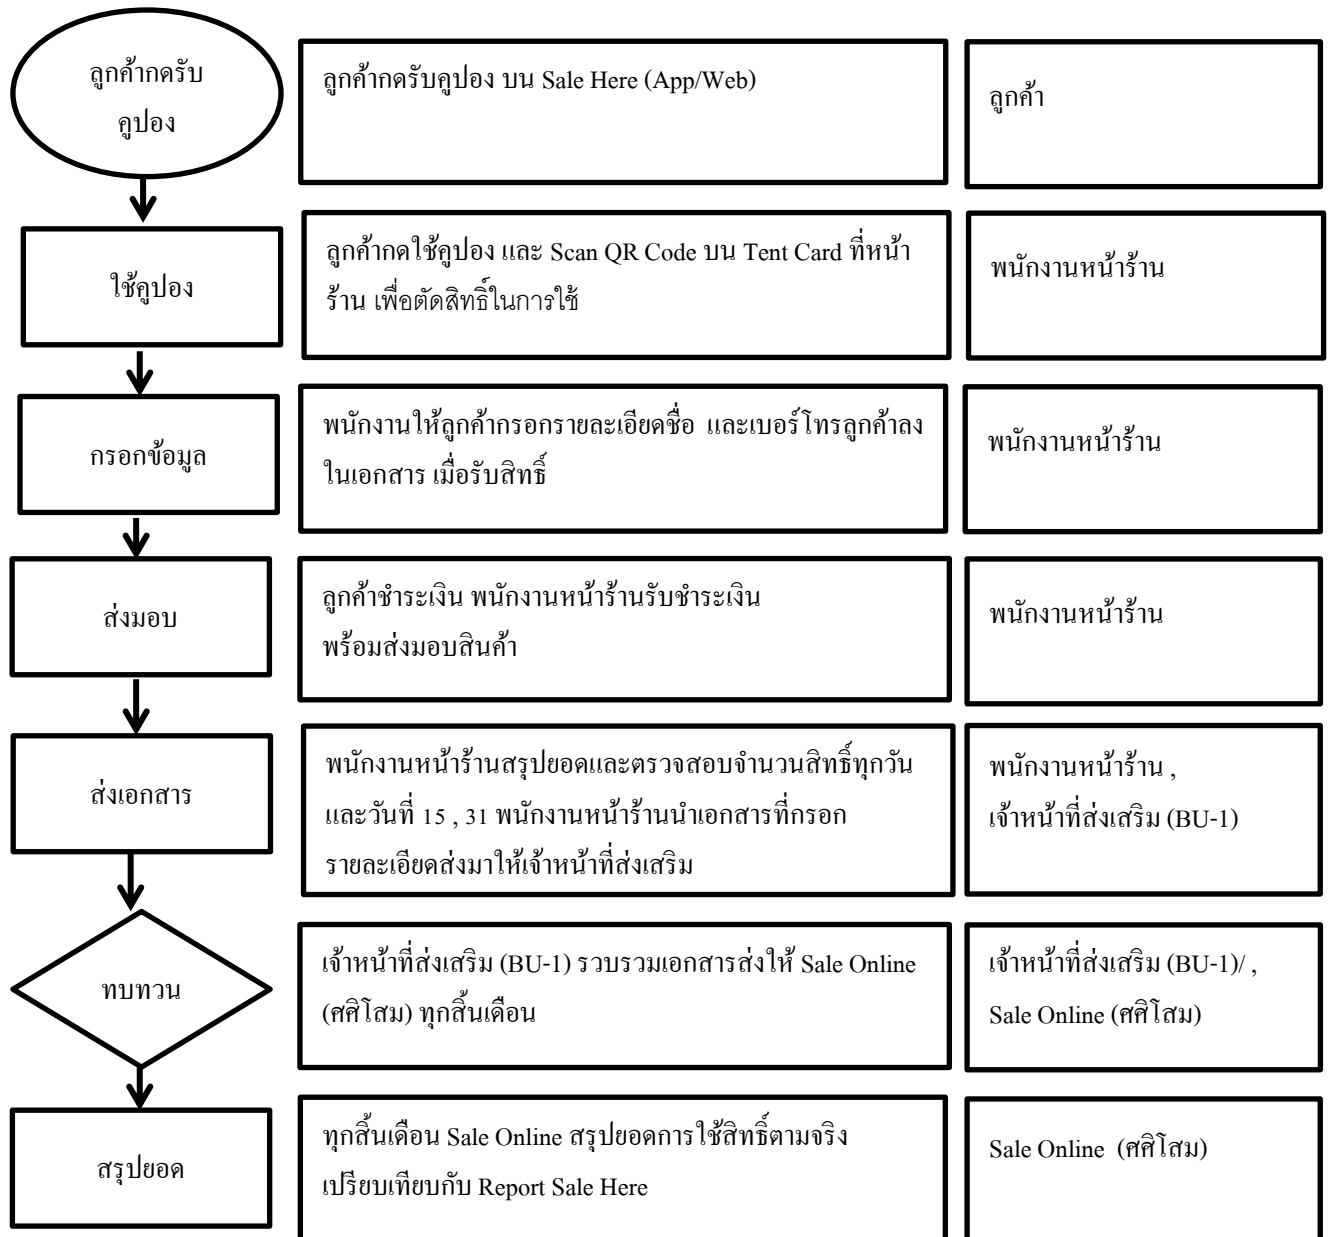 ลูกค้ากดรับ
คูปอง
ลูกค้ากดรับคูปอง บน Sale Here (App/Web)
ลูกค้า
ใช้คูปอง
ลูกค้ากดใช้คูปอง และ Scan QR Code บน Tent Card ที่หน้า
ร้าน เพื่อตัดสิทธิ์ในการใช้
พนักงานหน้าร้าน
กรอกข้อมูล
พนักงานให้ลูกค้ากรอกรายละเอียดชื่อ และเบอร์โทรลูกค้าลง
ในเอกสาร เมื่อรับสิทธิ์
พนักงานหน้าร้าน
ส่งมอบ
ลูกค้าชำระเงิน พนักงานหน้าร้านรับชำระเงิน
พร้อมส่งมอบสินค้า
พนักงานหน้าร้าน
ส่งเอกสาร
พนักงานหน้าร้านสรุปยอดและตรวจสอบจำนวนสิทธิ์ทุกวัน
และวันที่ 15 , 31 พนักงานหน้าร้านนำเอกสารที่กรอก
รายละเอียดส่งมาให้เจ้าหน้าที่ส่งเสริม
พนักงานหน้าร้าน ,
เจ้าหน้าที่ส่งเสริม (BU-1)
ทบทวน
เจ้าหน้าที่ส่งเสริม (BU-1) รวบรวมเอกสารส่งให้ Sale Online
(ศศิโสม) ทุกสิ้นเดือน
เจ้าหน้าที่ส่งเสริม (BU-1)/ ,
Sale Online (ศศิโสม)
สรุปยอด
ทุกสิ้นเดือน Sale Online สรุปยอดการใช้สิทธิ์ตามจริง
เปรียบเทียบกับ Report Sale Here
Sale Online (ศศิโสม)